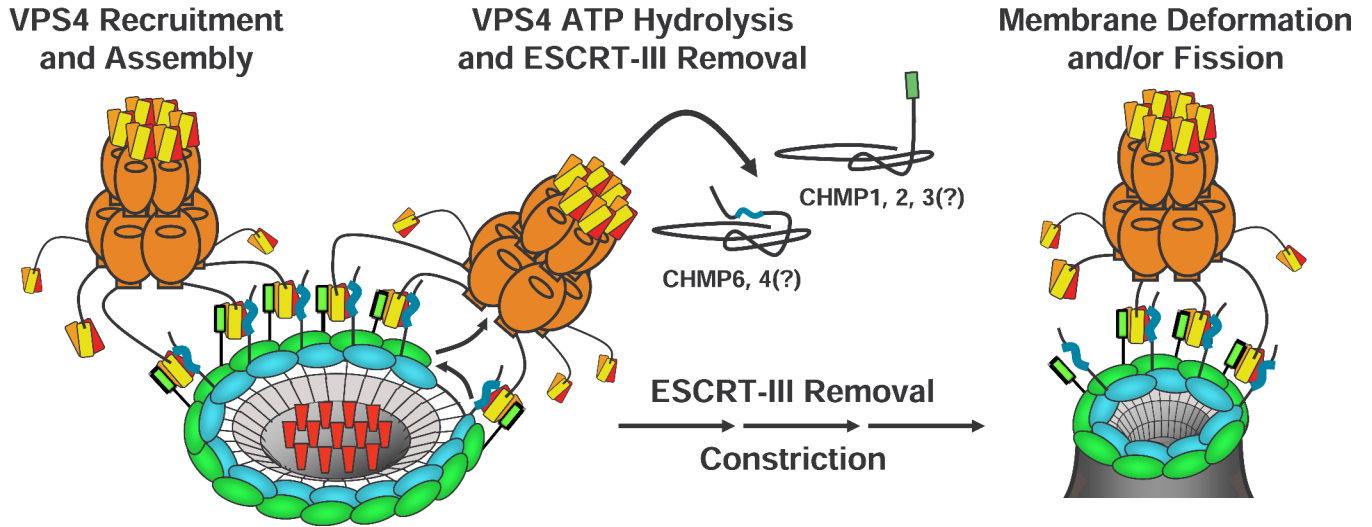 VPS4 Recruitment
and Assembly
VPS4 ATP Hydrolysis
and ESCRT-III Removal
Membrane Deformation
and/or Fission
CHMP1, 2, 3(?)
CHMP6, 4(?)
ESCRT-III Removal
Constriction